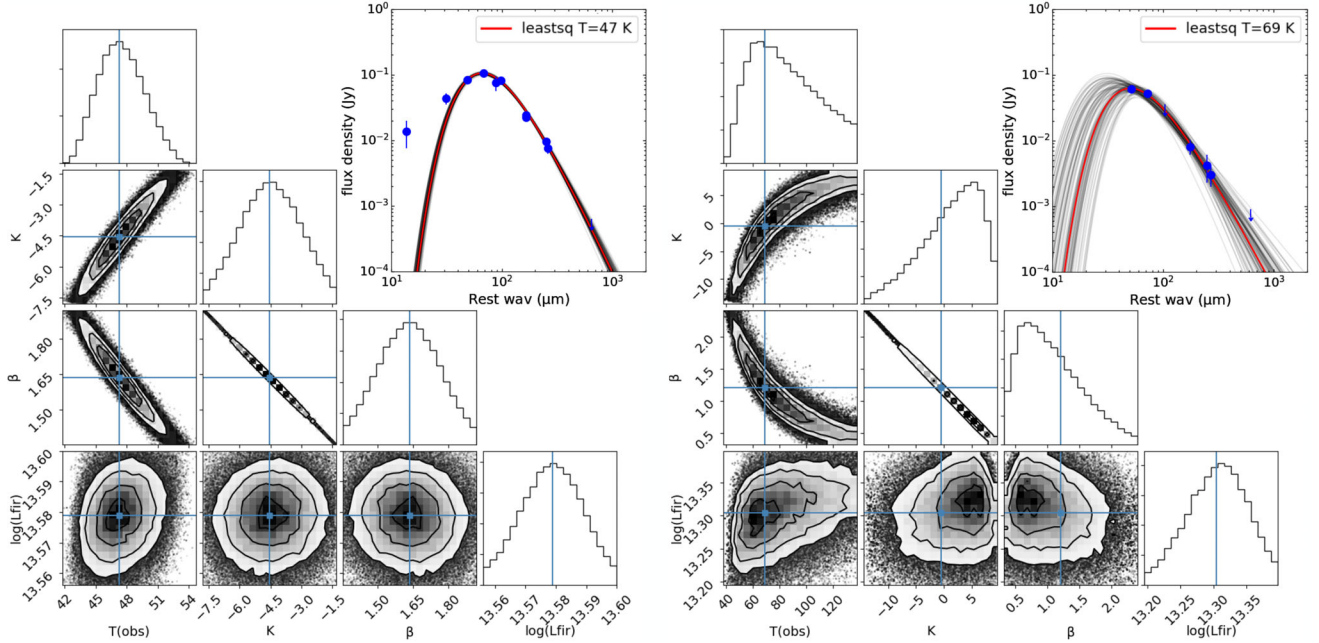 10⁰
leastsq T=47 K
10⁻¹
10⁻²
10⁻³
10⁻⁴
flux density (Jy)
10¹ 10² 10³
Rest wav (μm)
K
−1.5
−3.0
−4.5
−6.0
−7.5
β
1.80
1.65
1.50
log(Lfir)
13.60
13.59
13.58
13.57
13.56
42 45 48 51 54
T(obs)
−7.5 −6.0 −4.5 −3.0 −1.5
K
1.50 1.65 1.80
β
13.56 13.57 13.58 13.59 13.60
log(Lfir)
10⁰
leastsq T=69 K
10⁻¹
10⁻²
10⁻³
10⁻⁴
flux density (Jy)
10¹ 10² 10³
Rest wav (μm)
K
5
0
−5
−10
β
2.0
1.5
1.0
0.5
log(Lfir)
13.35
13.30
13.25
13.20
40 60 80 100 120
T(obs)
−10 −5 0 5
K
0.5 1.0 1.5 2.0
β
13.20 13.25 13.30 13.35
log(Lfir)